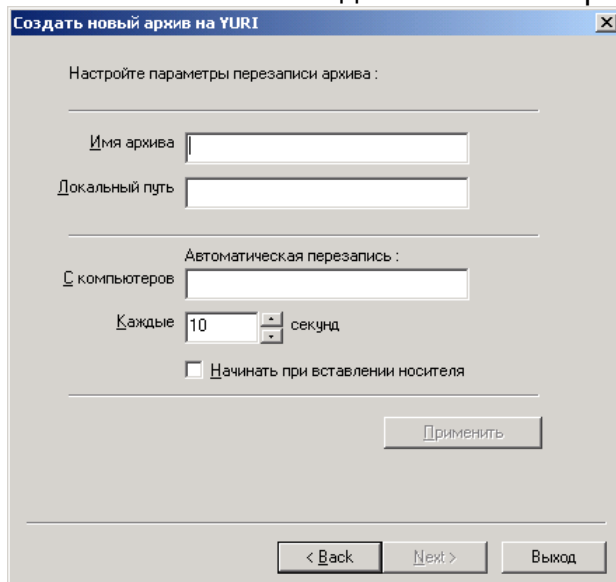 Создать новый архив на YURI
Настройте параметры перезаписи архива :
Имя архива
Локальный путь
Автоматическая перезапись :
С компьютеров
Каждые 10 секунд
Начинать при вставлении носителя
Применить
< Back Next > Выход